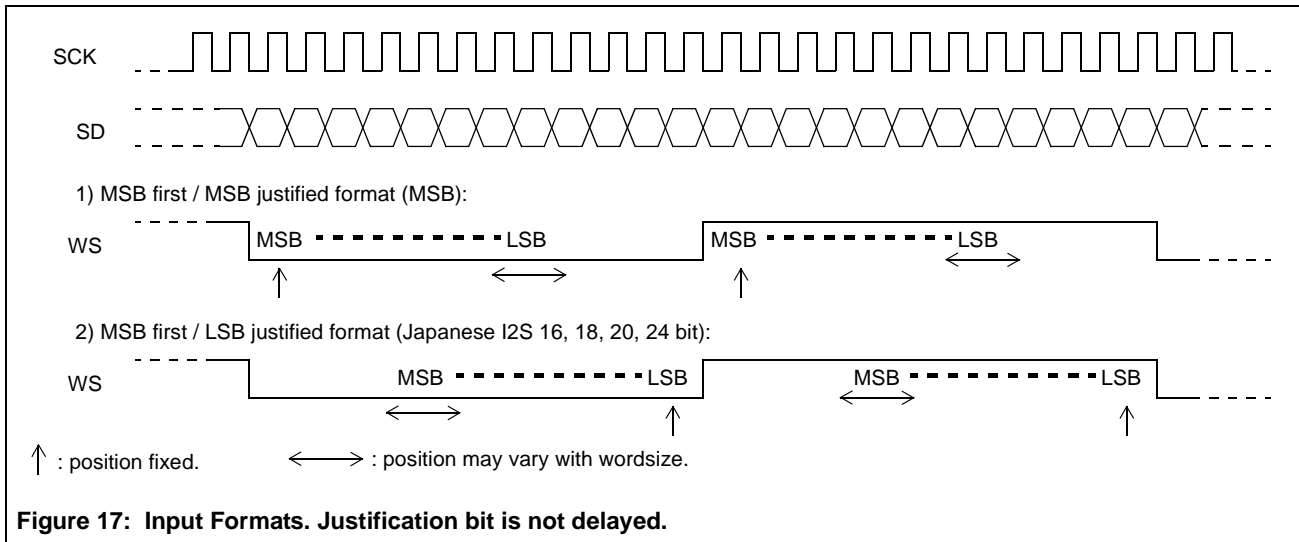 SCK
SD
1) MSB first / MSB justified format (MSB):
WS MSB LSB MSB LSB
2) MSB first / LSB justified format (Japanese I2S 16, 18, 20, 24 bit):
WS MSB LSB MSB LSB
: position fixed. : position may vary with wordsize.
Figure 17: Input Formats. Justification bit is not delayed.